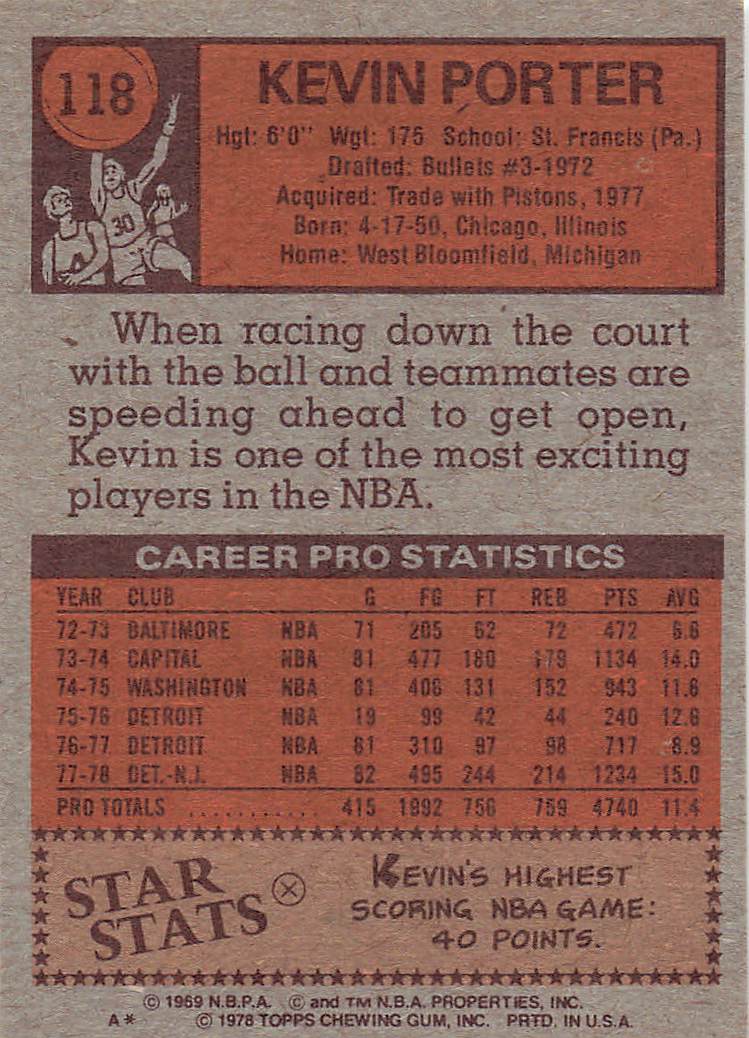 118
30
KEVIN PORTER
Hgt: 6'0" Wgt: 175 School: St. Francis (Pa.)
Drafted: Bullets #3-1972
Acquired: Trade with Pistons, 1977
Born: 4-17-50, Chicago, Illinois
Home: West Bloomfield, Michigan
When racing down the court
with the ball and teammates are
speeding ahead to get open,
Kevin is one of the most exciting
players in the NBA.
CAREER PRO STATISTICS
YEAR CLUB G FG FT REB PTS AVG
72-73 BALTIMORE NBA 71 205 62 72 472 6.6
73-74 CAPITAL NBA 81 477 180 179 1134 14.0
74-75 WASHINGTON NBA 81 406 131 152 943 11.6
75-76 DETROIT NBA 19 99 42 44 240 12.6
76-77 DETROIT NBA 81 310 97 98 717 8.9
77-78 DET.-N.J. NBA 82 495 244 214 1234 15.0
PRO TOTALS ............ 415 1992 756 759 4740 11.4
STAR
STATS
KEVIN'S HIGHEST
SCORING NBA GAME:
40 POINTS.
© 1969 N.B.P.A. © and TM N.B.A. PROPERTIES, INC.
A* © 1978 TOPPS CHEWING GUM, INC. PRTD. IN U.S.A.